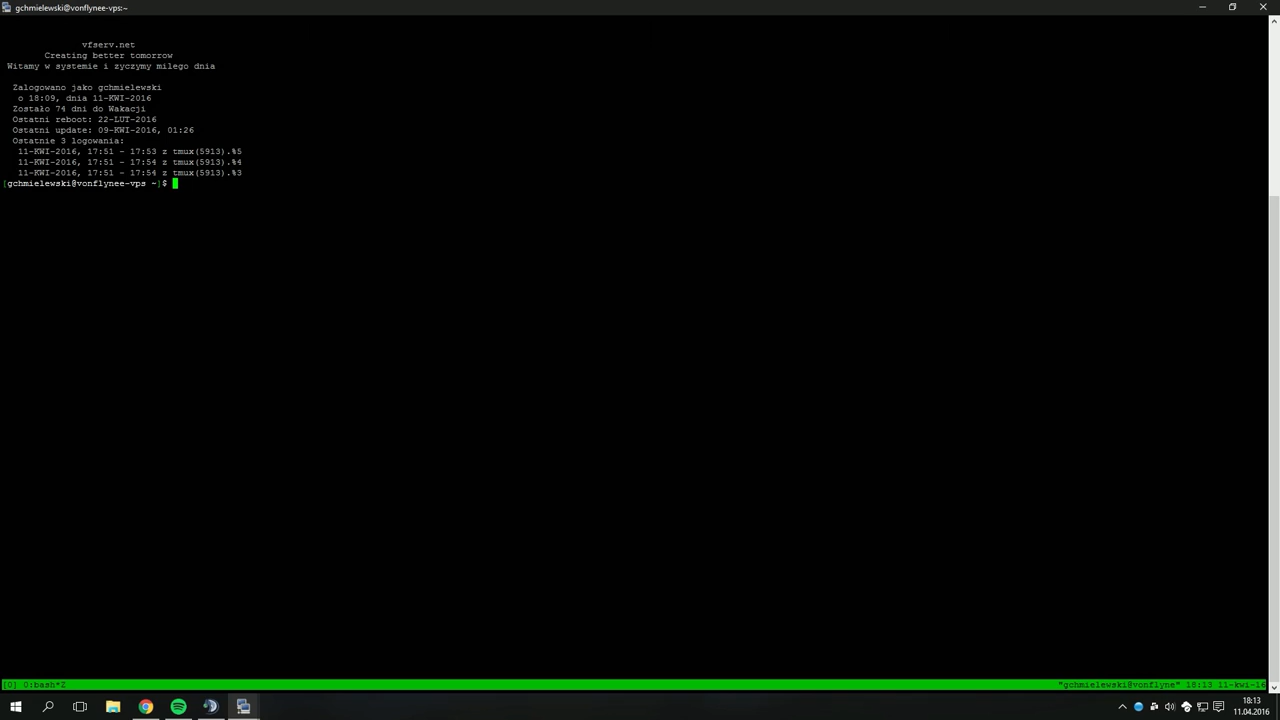 gchmielewski@vonflynee-vps:~
vfserv.net
Creating better tomorrow
Witamy w systemie i zyczymy milego dnia
Zalogowano jako gchmielewski
o 18:09, dnia 11-KWI-2016
Zostało 74 dni do Wakacji
Ostatni reboot: 22-LUT-2016
Ostatni update: 09-KWI-2016, 01:26
Ostatnie 3 logowania:
11-KWI-2016, 17:51 - 17:53 z tmux(5913).%5
11-KWI-2016, 17:51 - 17:54 z tmux(5913).%4
11-KWI-2016, 17:51 - 17:54 z tmux(5913).%3
[gchmielewski@vonflynee-vps ~]$
[0] 0:bash*Z "gchmielewski@vonflyne" 18:13 11-kwi-16
18:13
11.04.2016